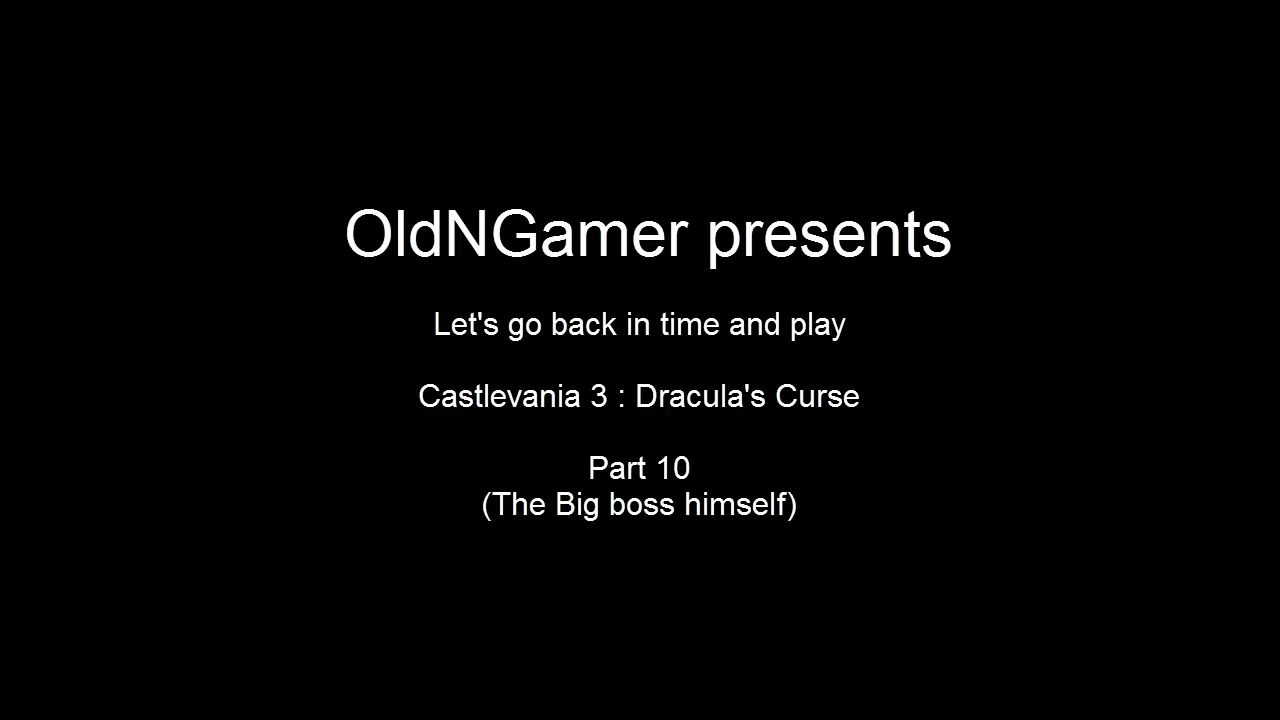 OldNGamer presents
Let's go back in time and play
Castlevania 3 : Dracula's Curse
Part 10
(The Big boss himself)